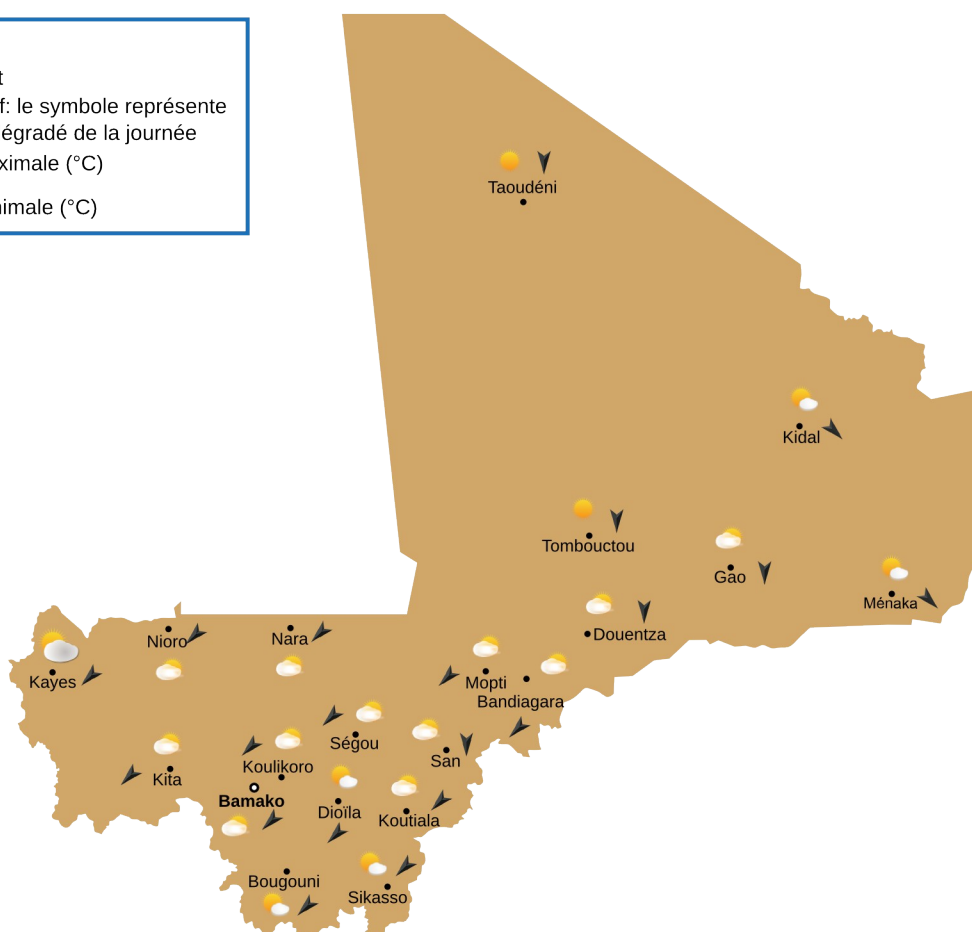 t
f: le symbole représente
égradé de la journée
ximale (°C)
nimale (°C)
Taoudéni
Kidal
Tombouctou
Gao
Ménaka
Douentza
Nioro
Nara
Kayes
Mopti
Bandiagara
Ségou
San
Koulikoro
Kita
Bamako
Dioïla
Koutiala
Bougouni
Sikasso